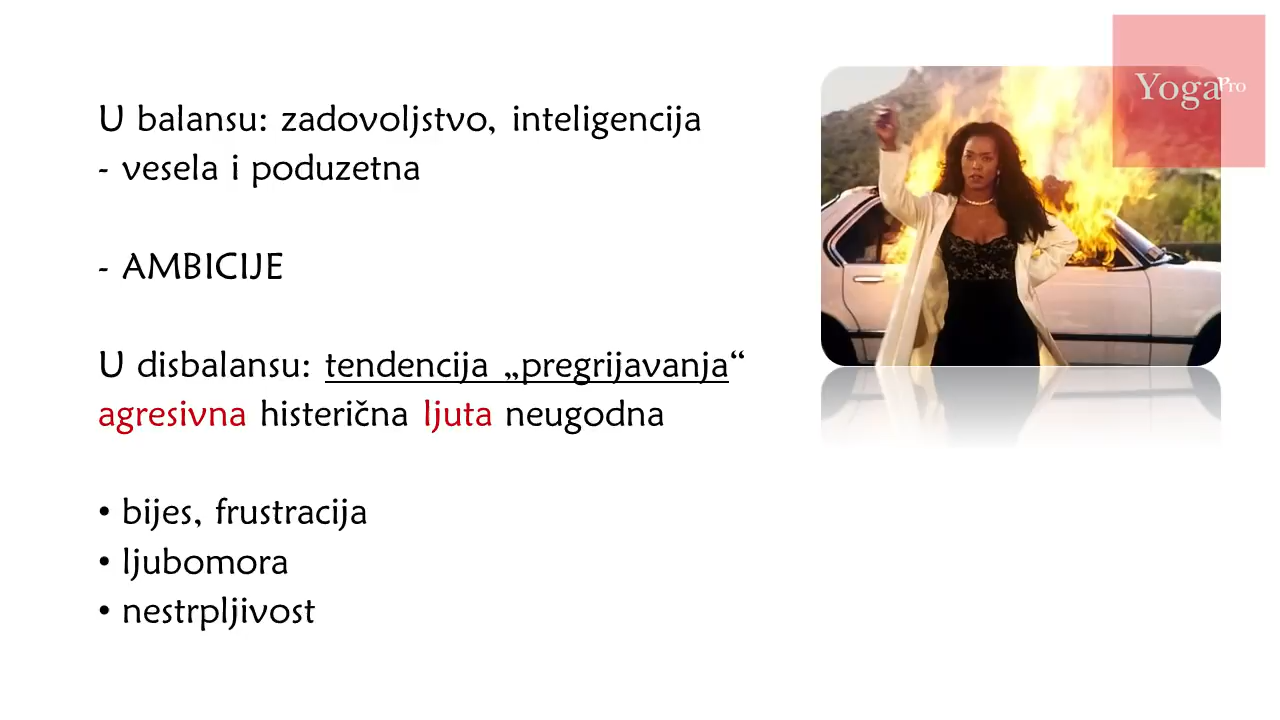 U balansu: zadovoljstvo, inteligencija
- vesela i poduzetna
- AMBICIJE
U disbalansu: tendencija „pregrijavanja“
agresivna histerična ljuta neugodna
• bijes, frustracija
• ljubomora
• nestrpljivost
YogaPro